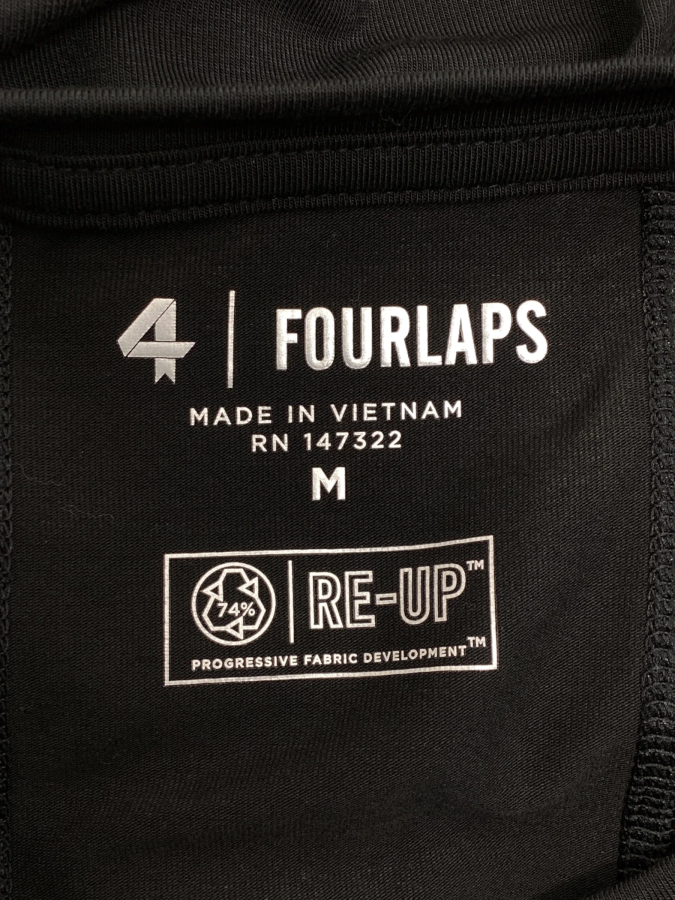 4 | FOURLAPS
MADE IN VIETNAM
RN 147322
M
74% | RE-UP™
PROGRESSIVE FABRIC DEVELOPMENT™